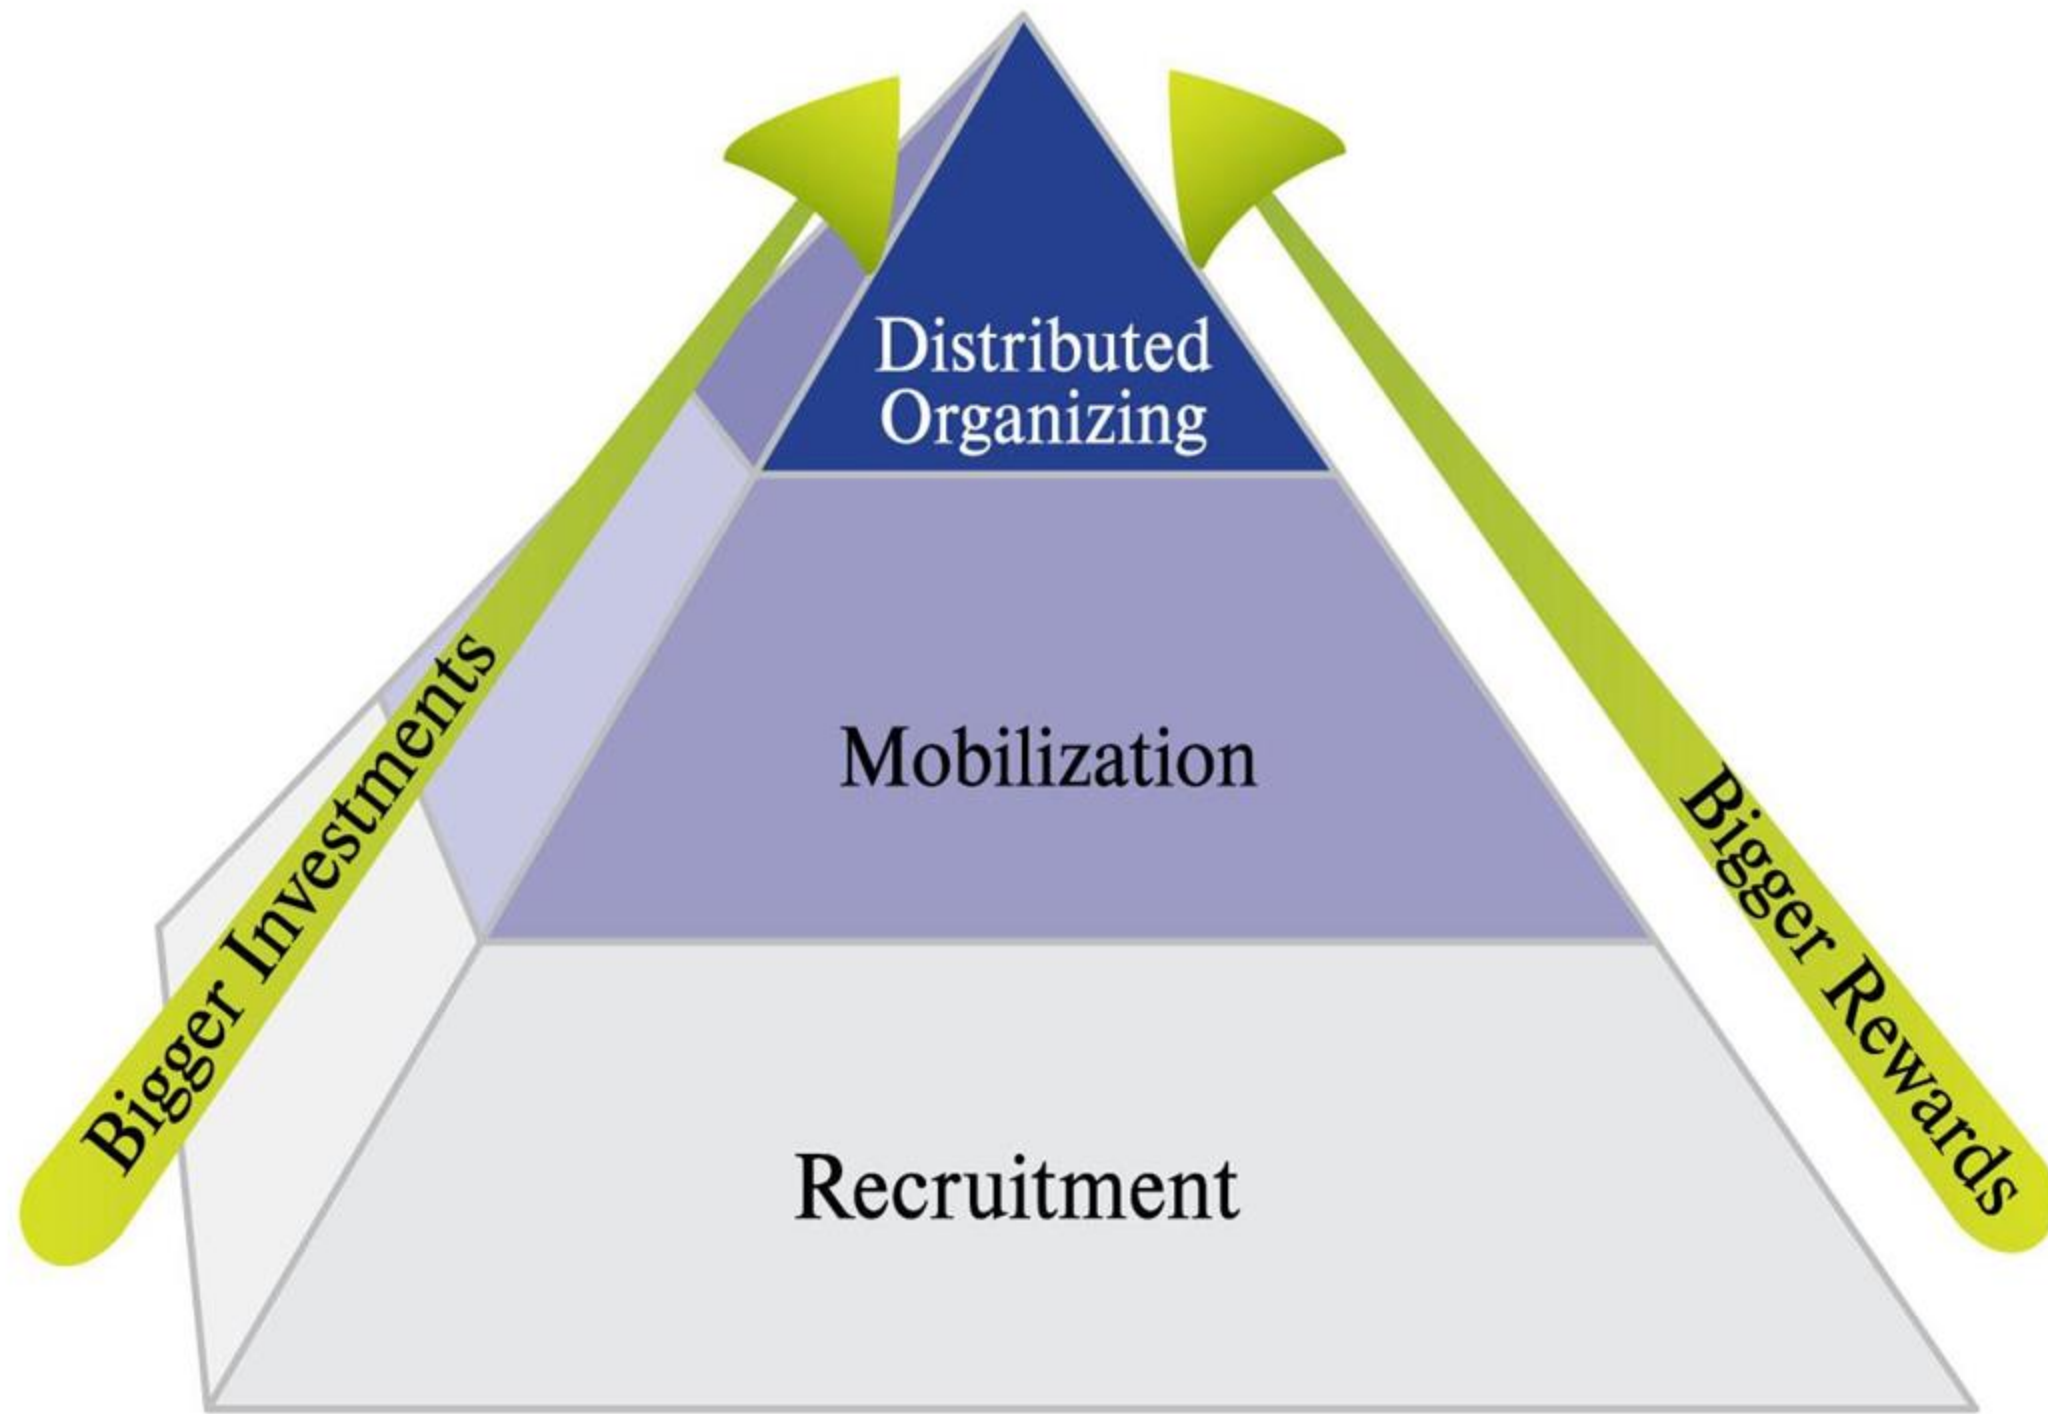 Distributed
Organizing
Mobilization
Recruitment
Bigger Investments
Bigger Rewards